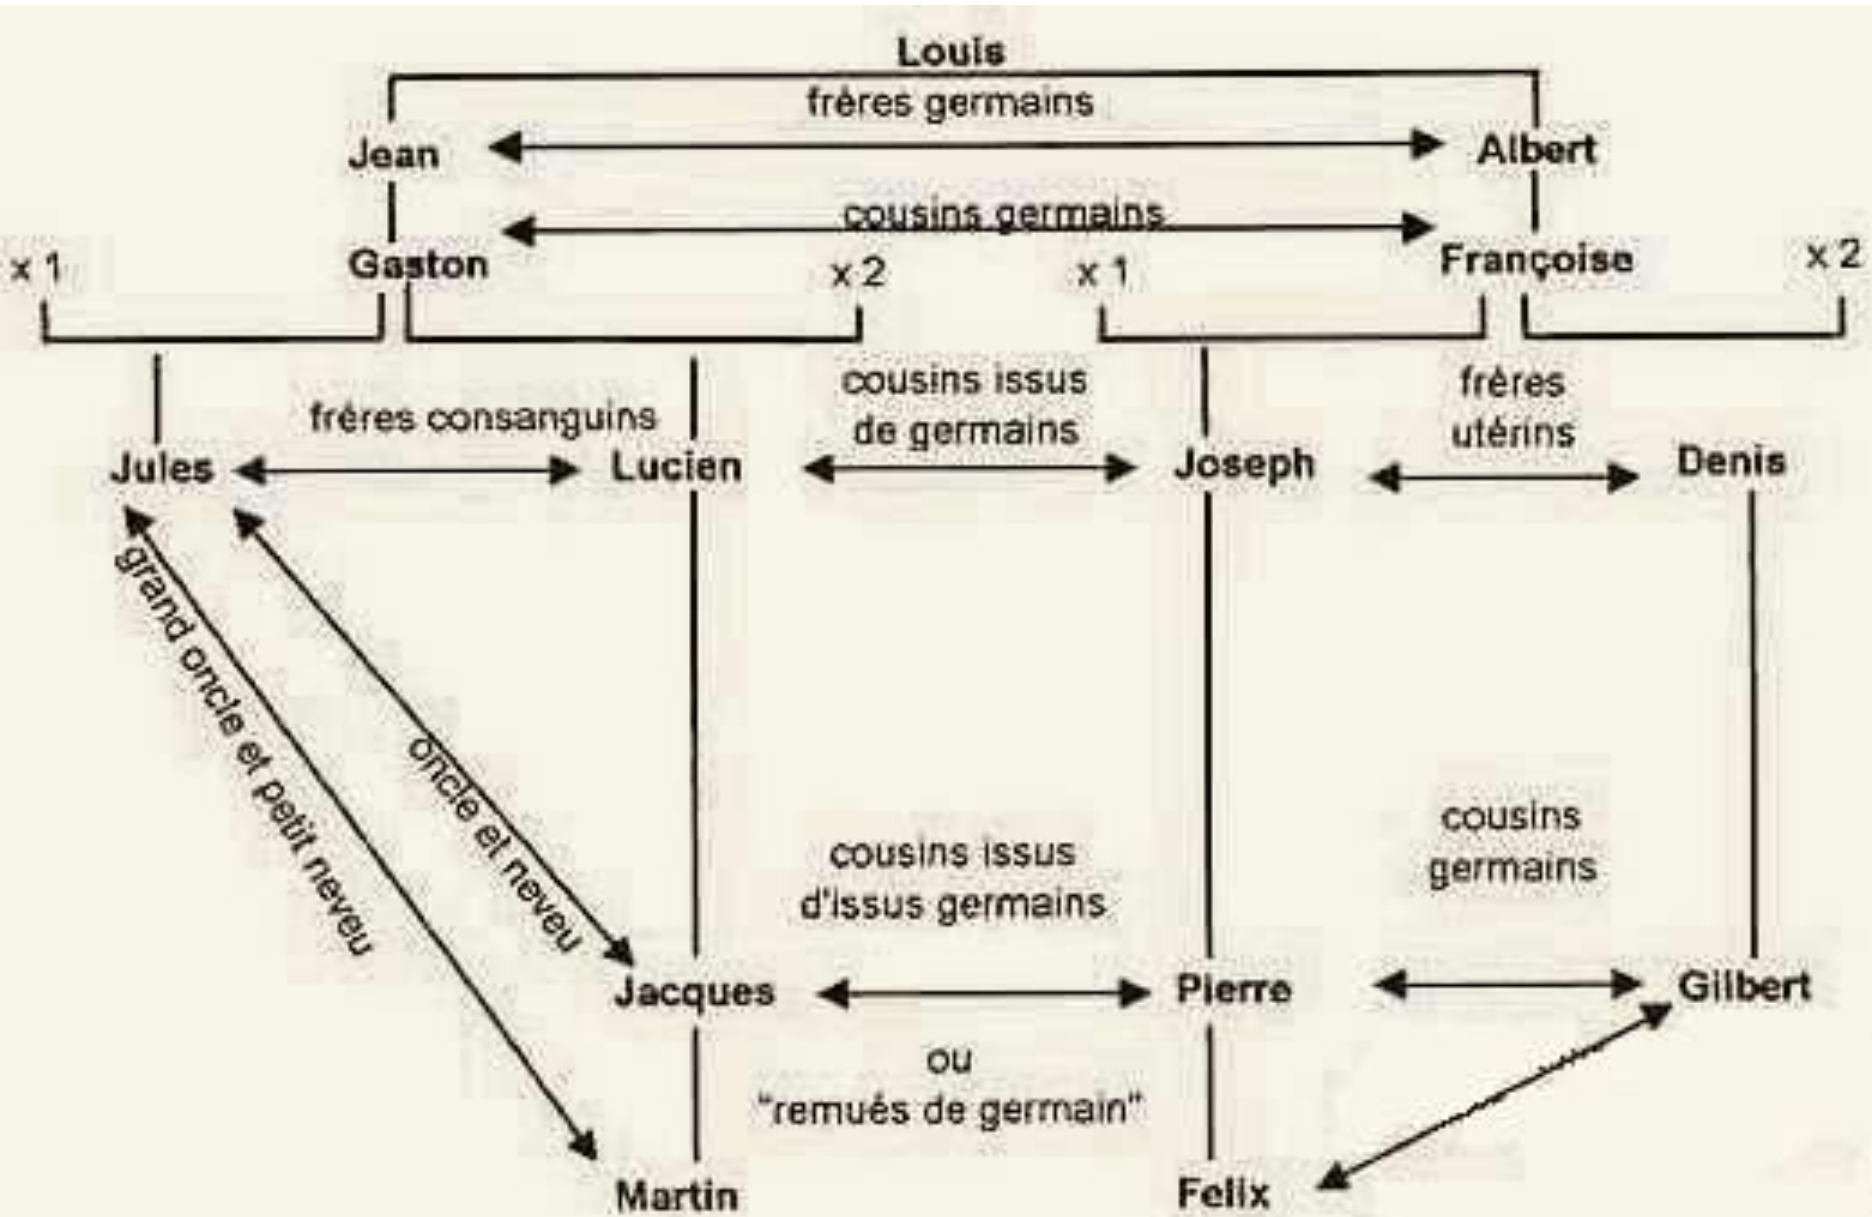 Louis
frères germains
Jean
Albert
cousins germains
x 1
Gaston
x 2
x 1
Françoise
x 2
frères consanguins
cousins issus
de germains
frères
utérins
Jules
Lucien
Joseph
Denis
grand oncle et petit neveu
oncle et neveu
cousins issus
d'issus germains
cousins
germains
Jacques
Pierre
Gilbert
ou
"remués de germain"
Martin
Felix